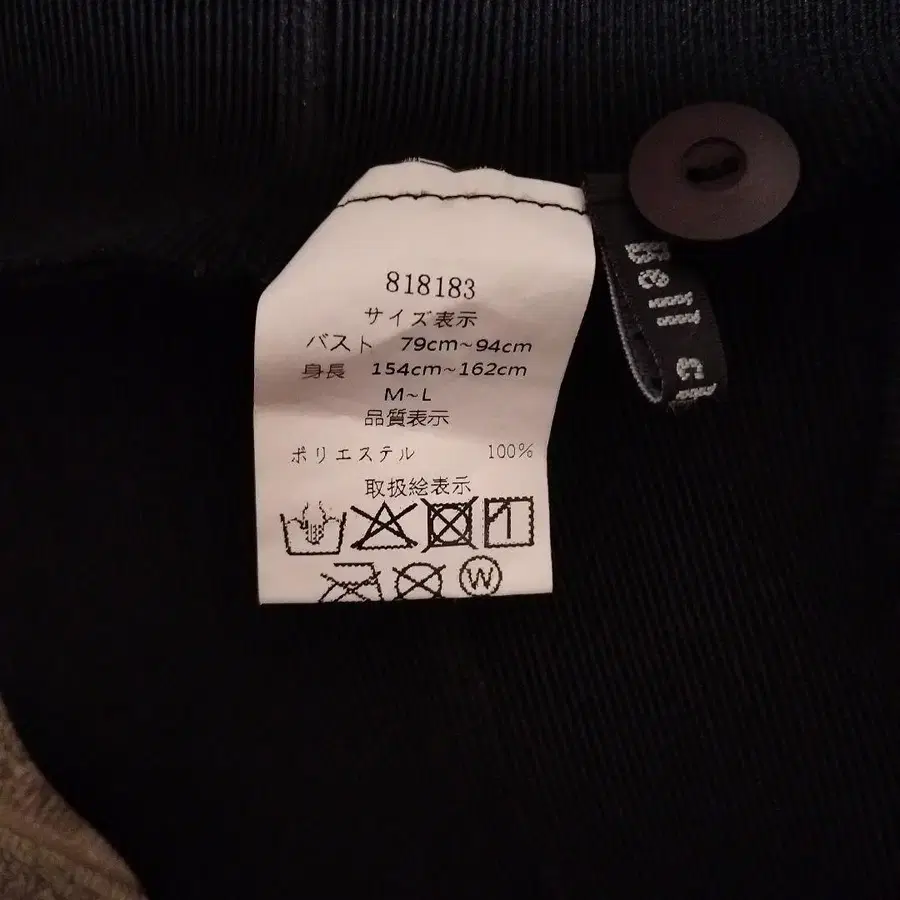 818183
サイズ表示
バスト 79cm~94cm
身長 154cm~162cm
M~L
品質表示
ポリエステル 100%
取扱絵表示
W
Bell